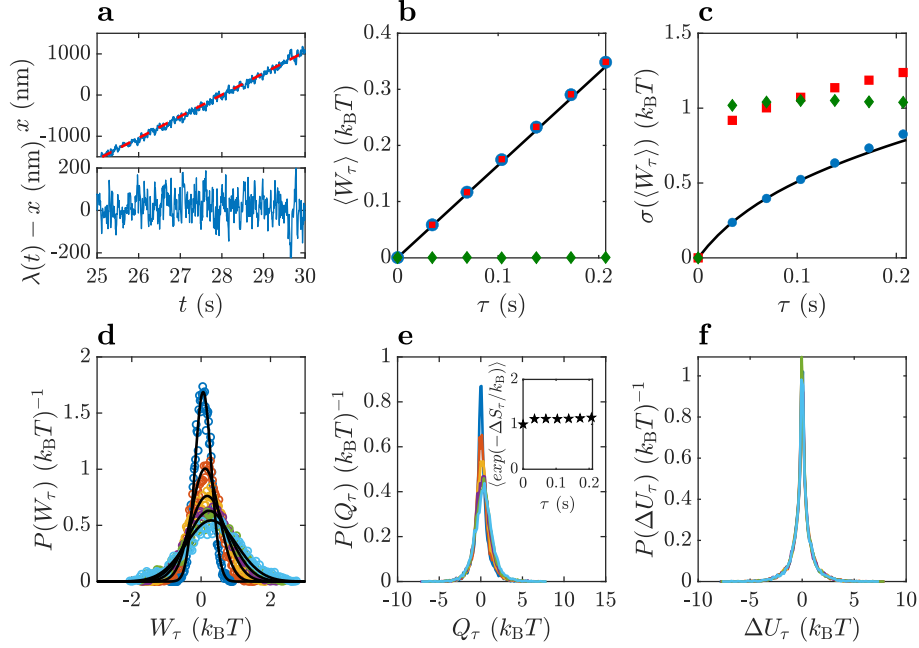 a
1000
0
-1000
x (nm)
200
0
-200
λ(t) − x (nm)
25 26 27 28 29 30
t (s)
b
0.4
0.3
0.2
0.1
0
⟨W_τ⟩ (k_BT)
0 0.1 0.2
τ (s)
c
1.5
1
0.5
0
σ(⟨W_τ⟩) (k_BT)
0 0.1 0.2
τ (s)
d
2
1.5
1
0.5
0
P(W_τ) (k_BT)⁻¹
-2 0 2
W_τ (k_BT)
e
1
0.8
0.6
0.4
0.2
0
P(Q_τ) (k_BT)⁻¹
-10 -5 0 5 10 15
Q_τ (k_BT)
2
1
0
⟨exp(−ΔS_τ/k_B)⟩
0 0.1 0.2
τ (s)
f
1
0.8
0.6
0.4
0.2
0
P(ΔU_τ) (k_BT)⁻¹
-10 -5 0 5 10
ΔU_τ (k_BT)